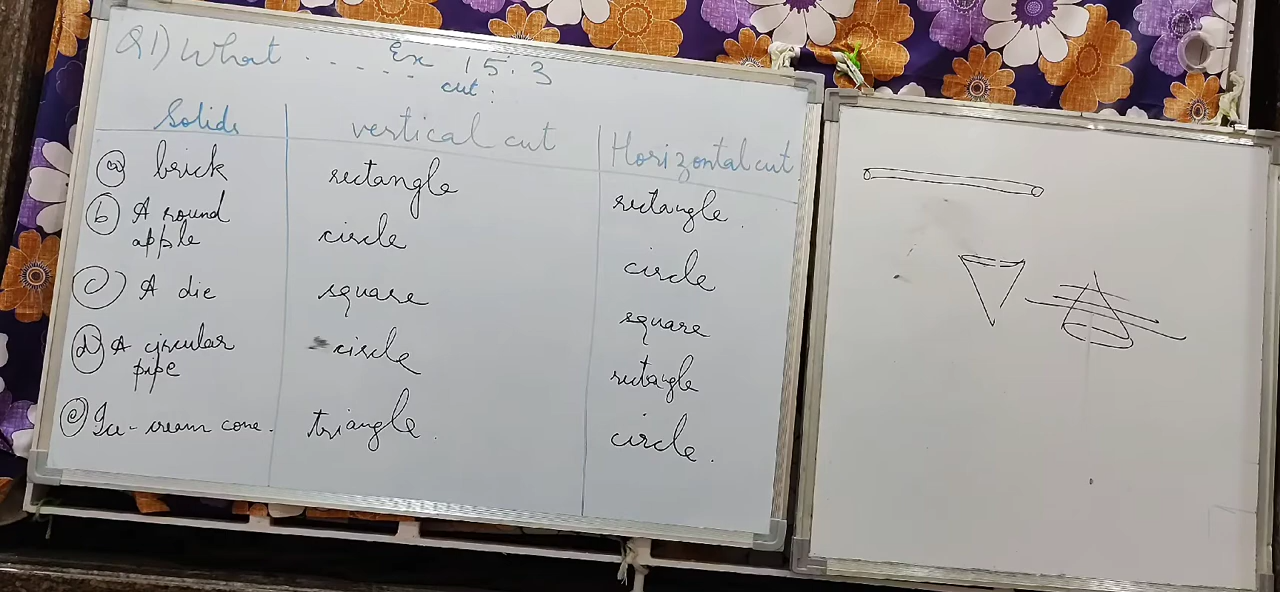 Q1) What ........ Ex 15.3
cut:
Solids vertical cut Horizontal cut
(a) brick rectangle rectangle.
(b) A round apple circle circle
(c) A die square square
(d) A circular pipe circle rectangle
(e) Ice-cream cone. triangle. circle.